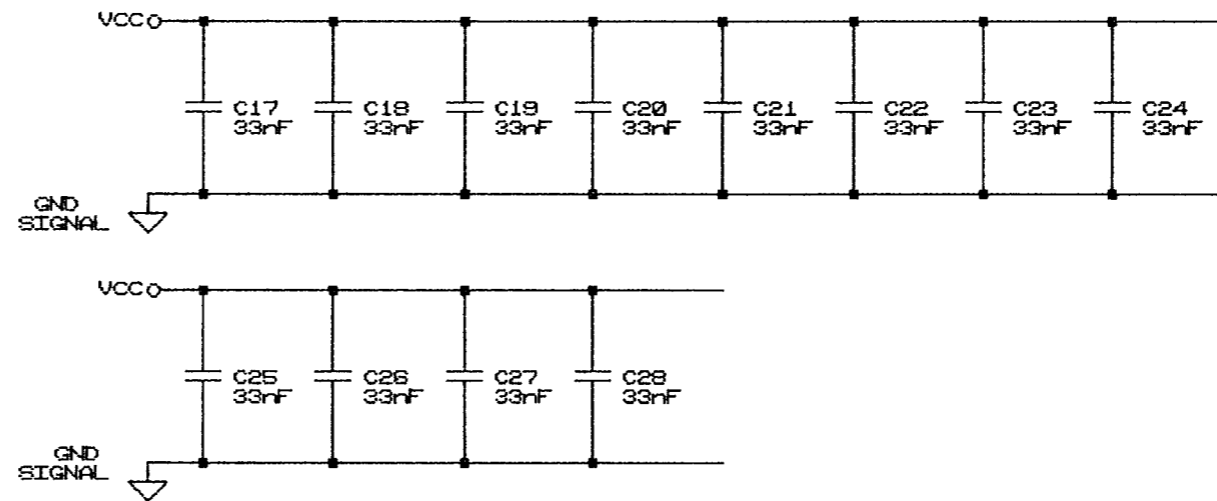 VCC
C17 C18 C19 C20 C21 C22 C23 C24
33nF 33nF 33nF 33nF 33nF 33nF 33nF 33nF
GND
SIGNAL
VCC
C25 C26 C27 C28
33nF 33nF 33nF 33nF
GND
SIGNAL